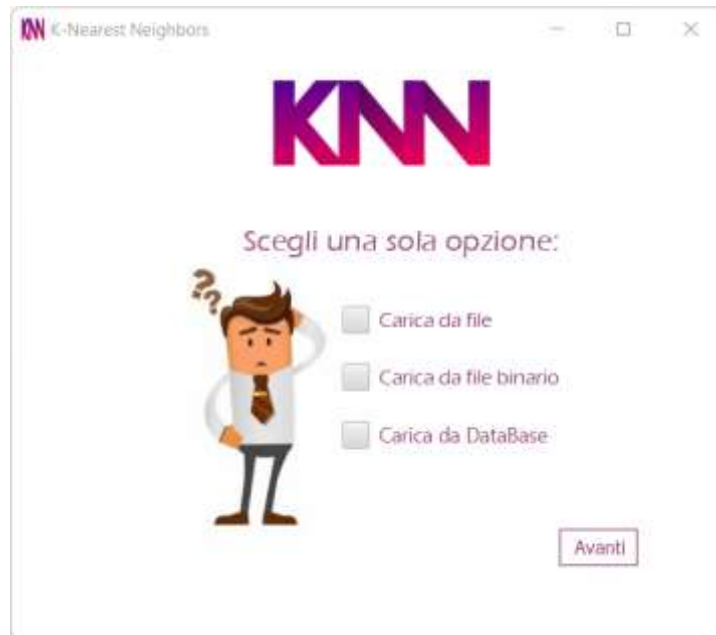 K-Nearest Neighbors
KNN
Scegli una sola opzione:
??
Carica da file
Carica da file binario
Carica da DataBase
Avanti